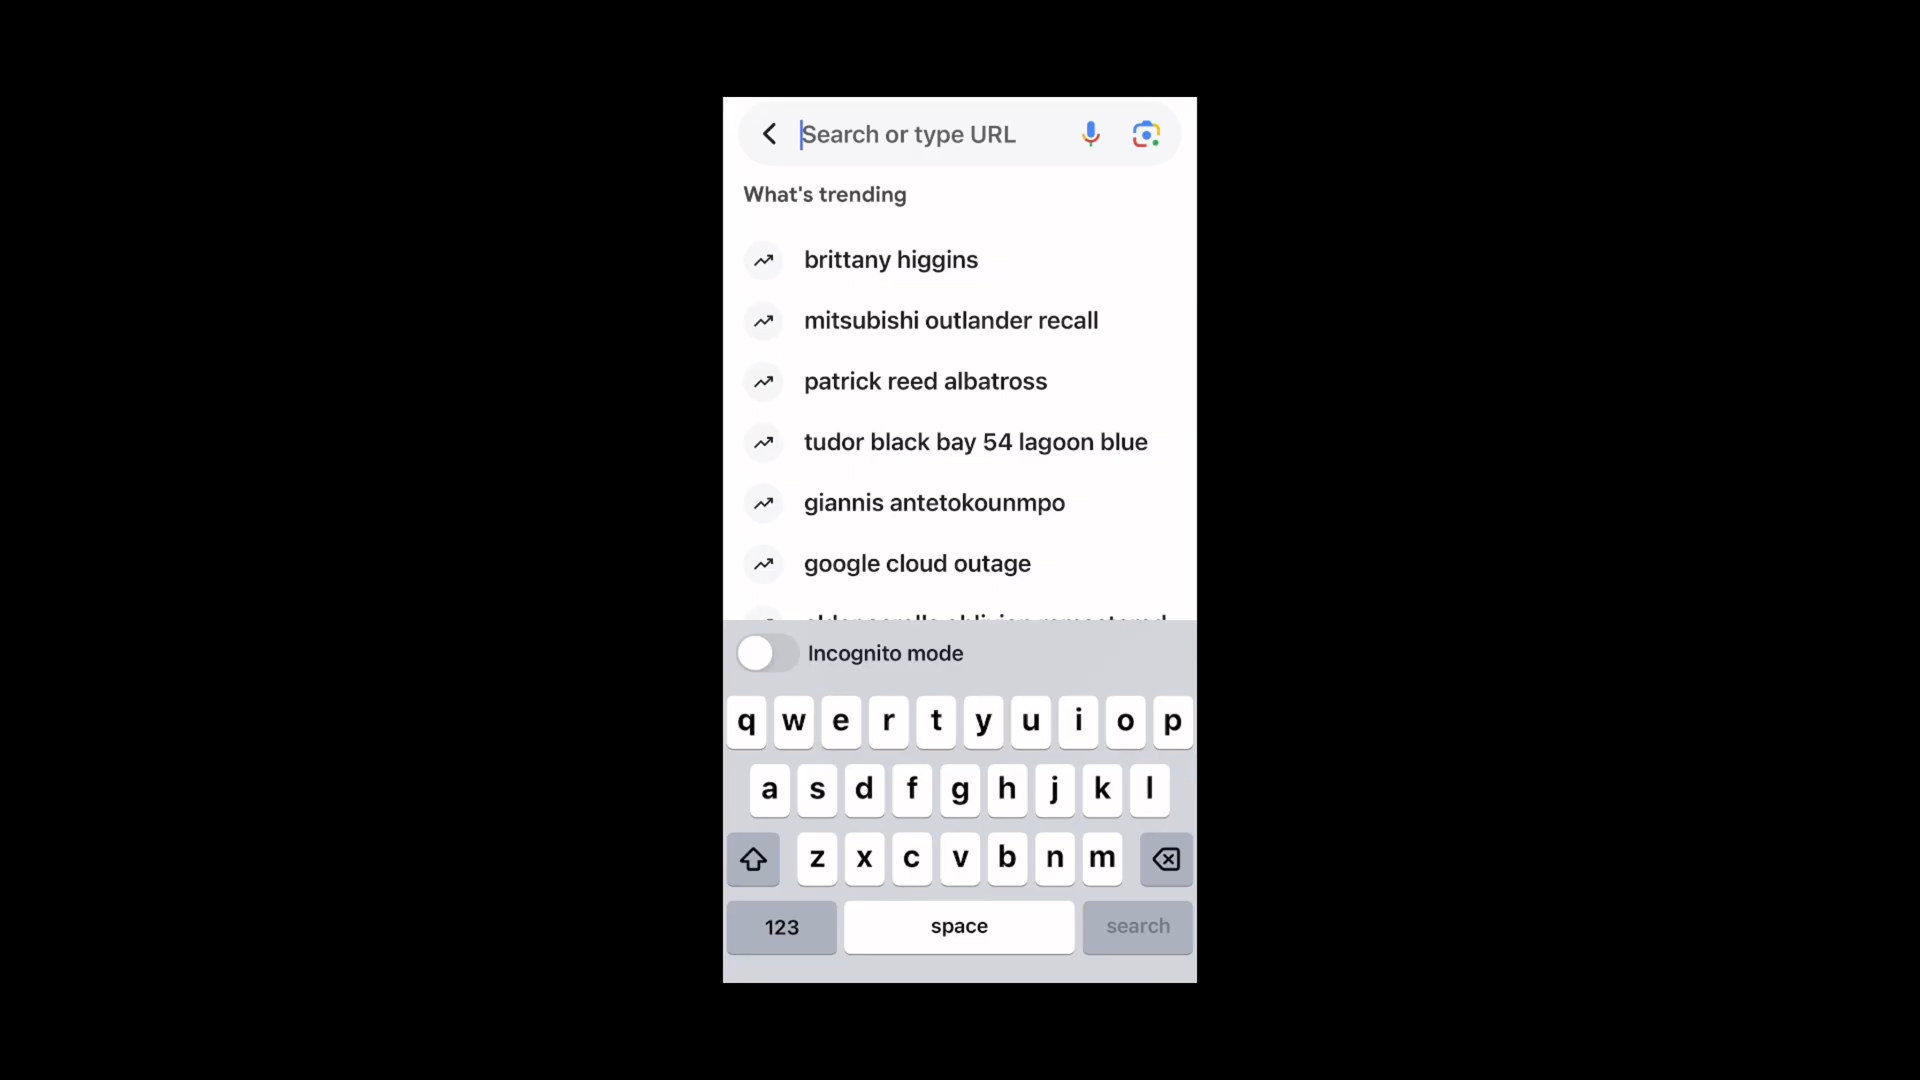 Search or type URL
What's trending
brittany higgins
mitsubishi outlander recall
patrick reed albatross
tudor black bay 54 lagoon blue
giannis antetokounmpo
google cloud outage
Incognito mode
q w e r t y u i o p
a s d f g h j k l
z x c v b n m
123 space search